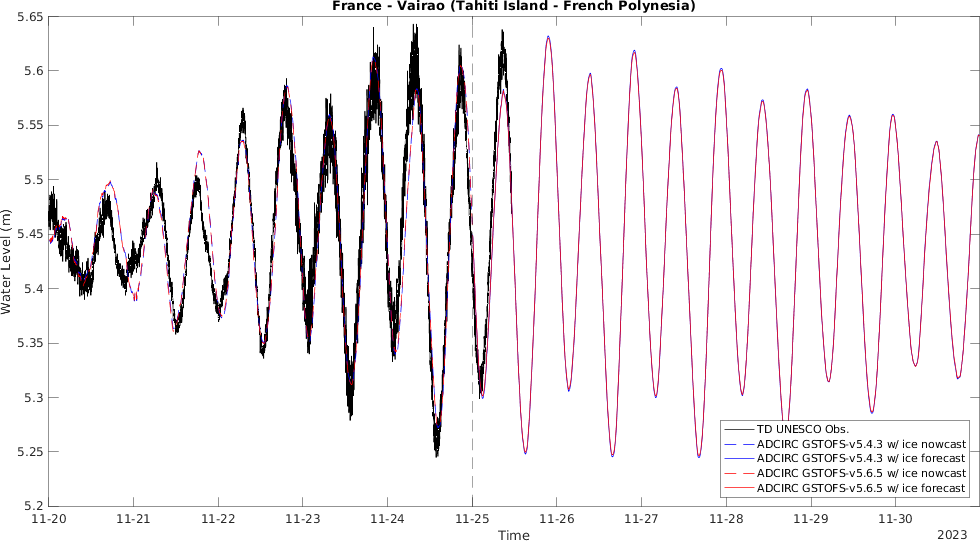 France - Vairao (Tahiti Island - French Polynesia)
Water Level (m)
5.65
5.6
5.55
5.5
5.45
5.4
5.35
5.3
5.25
5.2
TD UNESCO Obs.
ADCIRC GSTOFS-v5.4.3 w/ ice nowcast
ADCIRC GSTOFS-v5.4.3 w/ ice forecast
ADCIRC GSTOFS-v5.6.5 w/ ice nowcast
ADCIRC GSTOFS-v5.6.5 w/ ice forecast
11-20 11-21 11-22 11-23 11-24 11-25 11-26 11-27 11-28 11-29 11-30
Time
2023